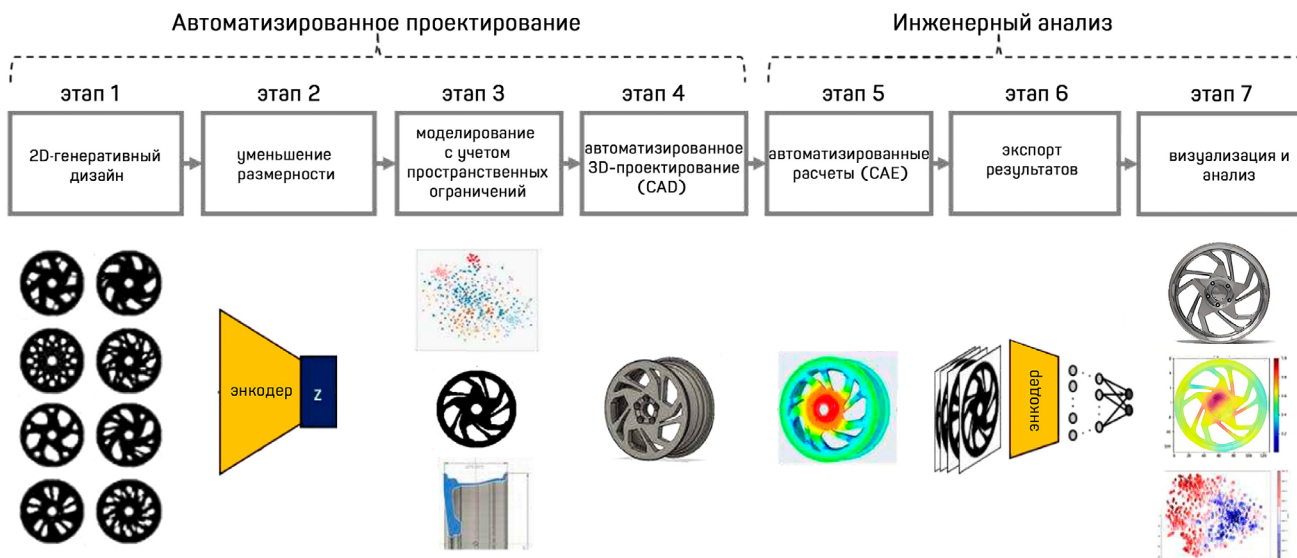 Автоматизированное проектирование
Инженерный анализ
этап 1
этап 2
этап 3
этап 4
этап 5
этап 6
этап 7
2D-генеративный
дизайн
уменьшение
размерности
моделирование
с учетом
пространственных
ограничений
автоматизированное
3D-проектирование
(CAD)
автоматизированные
расчеты (CAE)
экспорт
результатов
визуализация и
анализ
энкодер
Z
энкодер